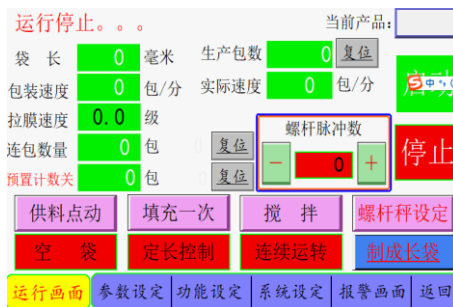 运行停止。。。 当前产品:
袋 长 0 毫米 生产包数 0 复位
包装速度 0 包/分 实际速度 0 包/分
启动
中
拉膜速度 0.0 级
螺杆脉冲数
连包数量 0 包 0 复位
－ 0 ＋
停止
预置计数关 0 包 0 复位
供料点动 填充一次 搅 拌 螺杆秤设定
空 袋 定长控制 连续运转 制成长袋
运行画面 参数设定 功能设定 系统设定 报警画面 返回